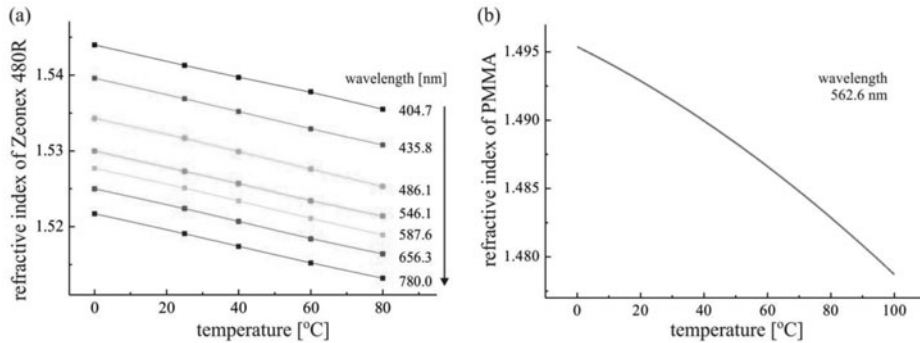 (a)
refractive index of Zeonex 480R
1.54
1.53
1.52
wavelength [nm]
404.7
435.8
486.1
546.1
587.6
656.3
780.0
0
20
40
60
80
temperature [°C]
(b)
refractive index of PMMA
1.495
1.490
1.485
1.480
wavelength
562.6 nm
0
20
40
60
80
100
temperature [°C]